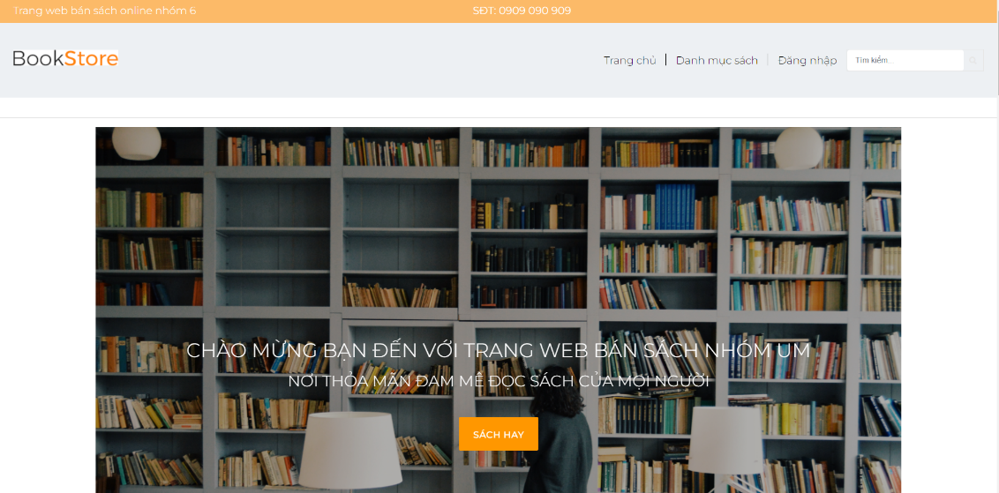 Trang web bán sách online nhóm 6
SĐT: 0909 090 909
BookStore
Trang chủ
Danh mục sách
Đăng nhập
Tìm kiếm...
CHÀO MỪNG BẠN ĐẾN VỚI TRANG WEB BÁN SÁCH NHÓM UM
NƠI THỎA MÃN ĐAM MÊ ĐỌC SÁCH CỦA MỌI NGƯỜI
SÁCH HAY